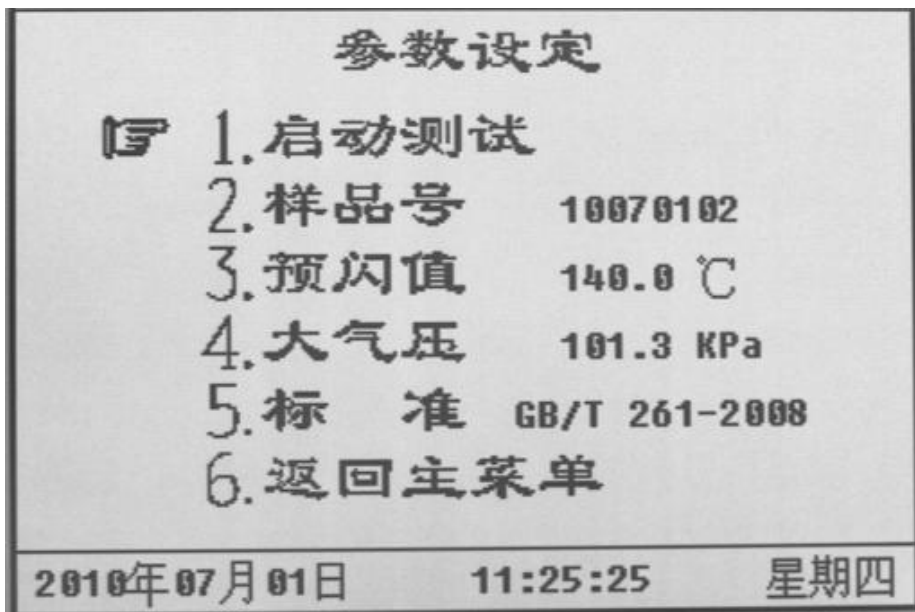 参数设定
☞ 1.启动测试
2.样品号 10070102
3.预闪值 140.0 ℃
4.大气压 101.3 KPa
5.标 准 GB/T 261-2008
6.返回主菜单
2010年07月01日 11:25:25 星期四